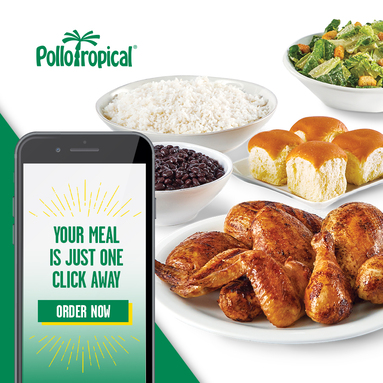 PolloTropical®
YOUR MEAL
IS JUST ONE
CLICK AWAY
ORDER NOW